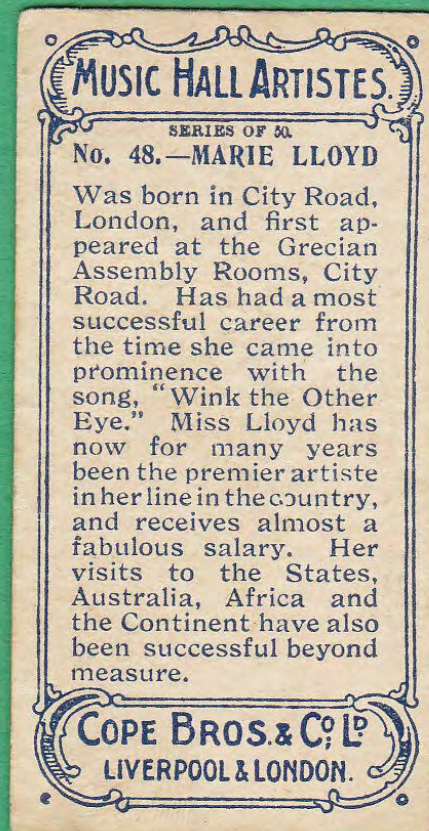 MUSIC HALL ARTISTES.
SERIES OF 50.
No. 48.—MARIE LLOYD
Was born in City Road,
London, and first ap-
peared at the Grecian
Assembly Rooms, City
Road. Has had a most
successful career from
the time she came into
prominence with the
song, "Wink the Other
Eye." Miss Lloyd has
now for many years
been the premier artiste
in her line in the country,
and receives almost a
fabulous salary. Her
visits to the States,
Australia, Africa and
the Continent have also
been successful beyond
measure.
COPE BROS. & Co; LD
LIVERPOOL & LONDON.